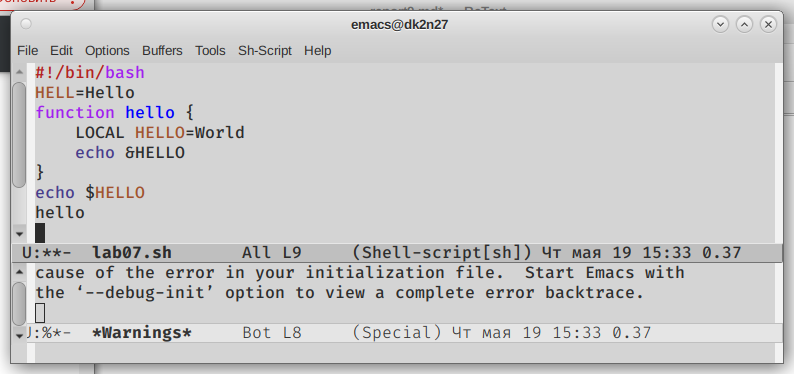 emacs@dk2n27
File Edit Options Buffers Tools Sh-Script Help
#!/bin/bash
HELL=Hello
function hello {
    LOCAL HELLO=World
    echo &HELLO
}
echo $HELLO
hello
U:**-  lab07.sh       All L9     (Shell-script[sh]) Чт мая 19 15:33 0.37
cause of the error in your initialization file.  Start Emacs with
the ‘--debug-init’ option to view a complete error backtrace.
U:%*-  *Warnings*     Bot L8     (Special) Чт мая 19 15:33 0.37